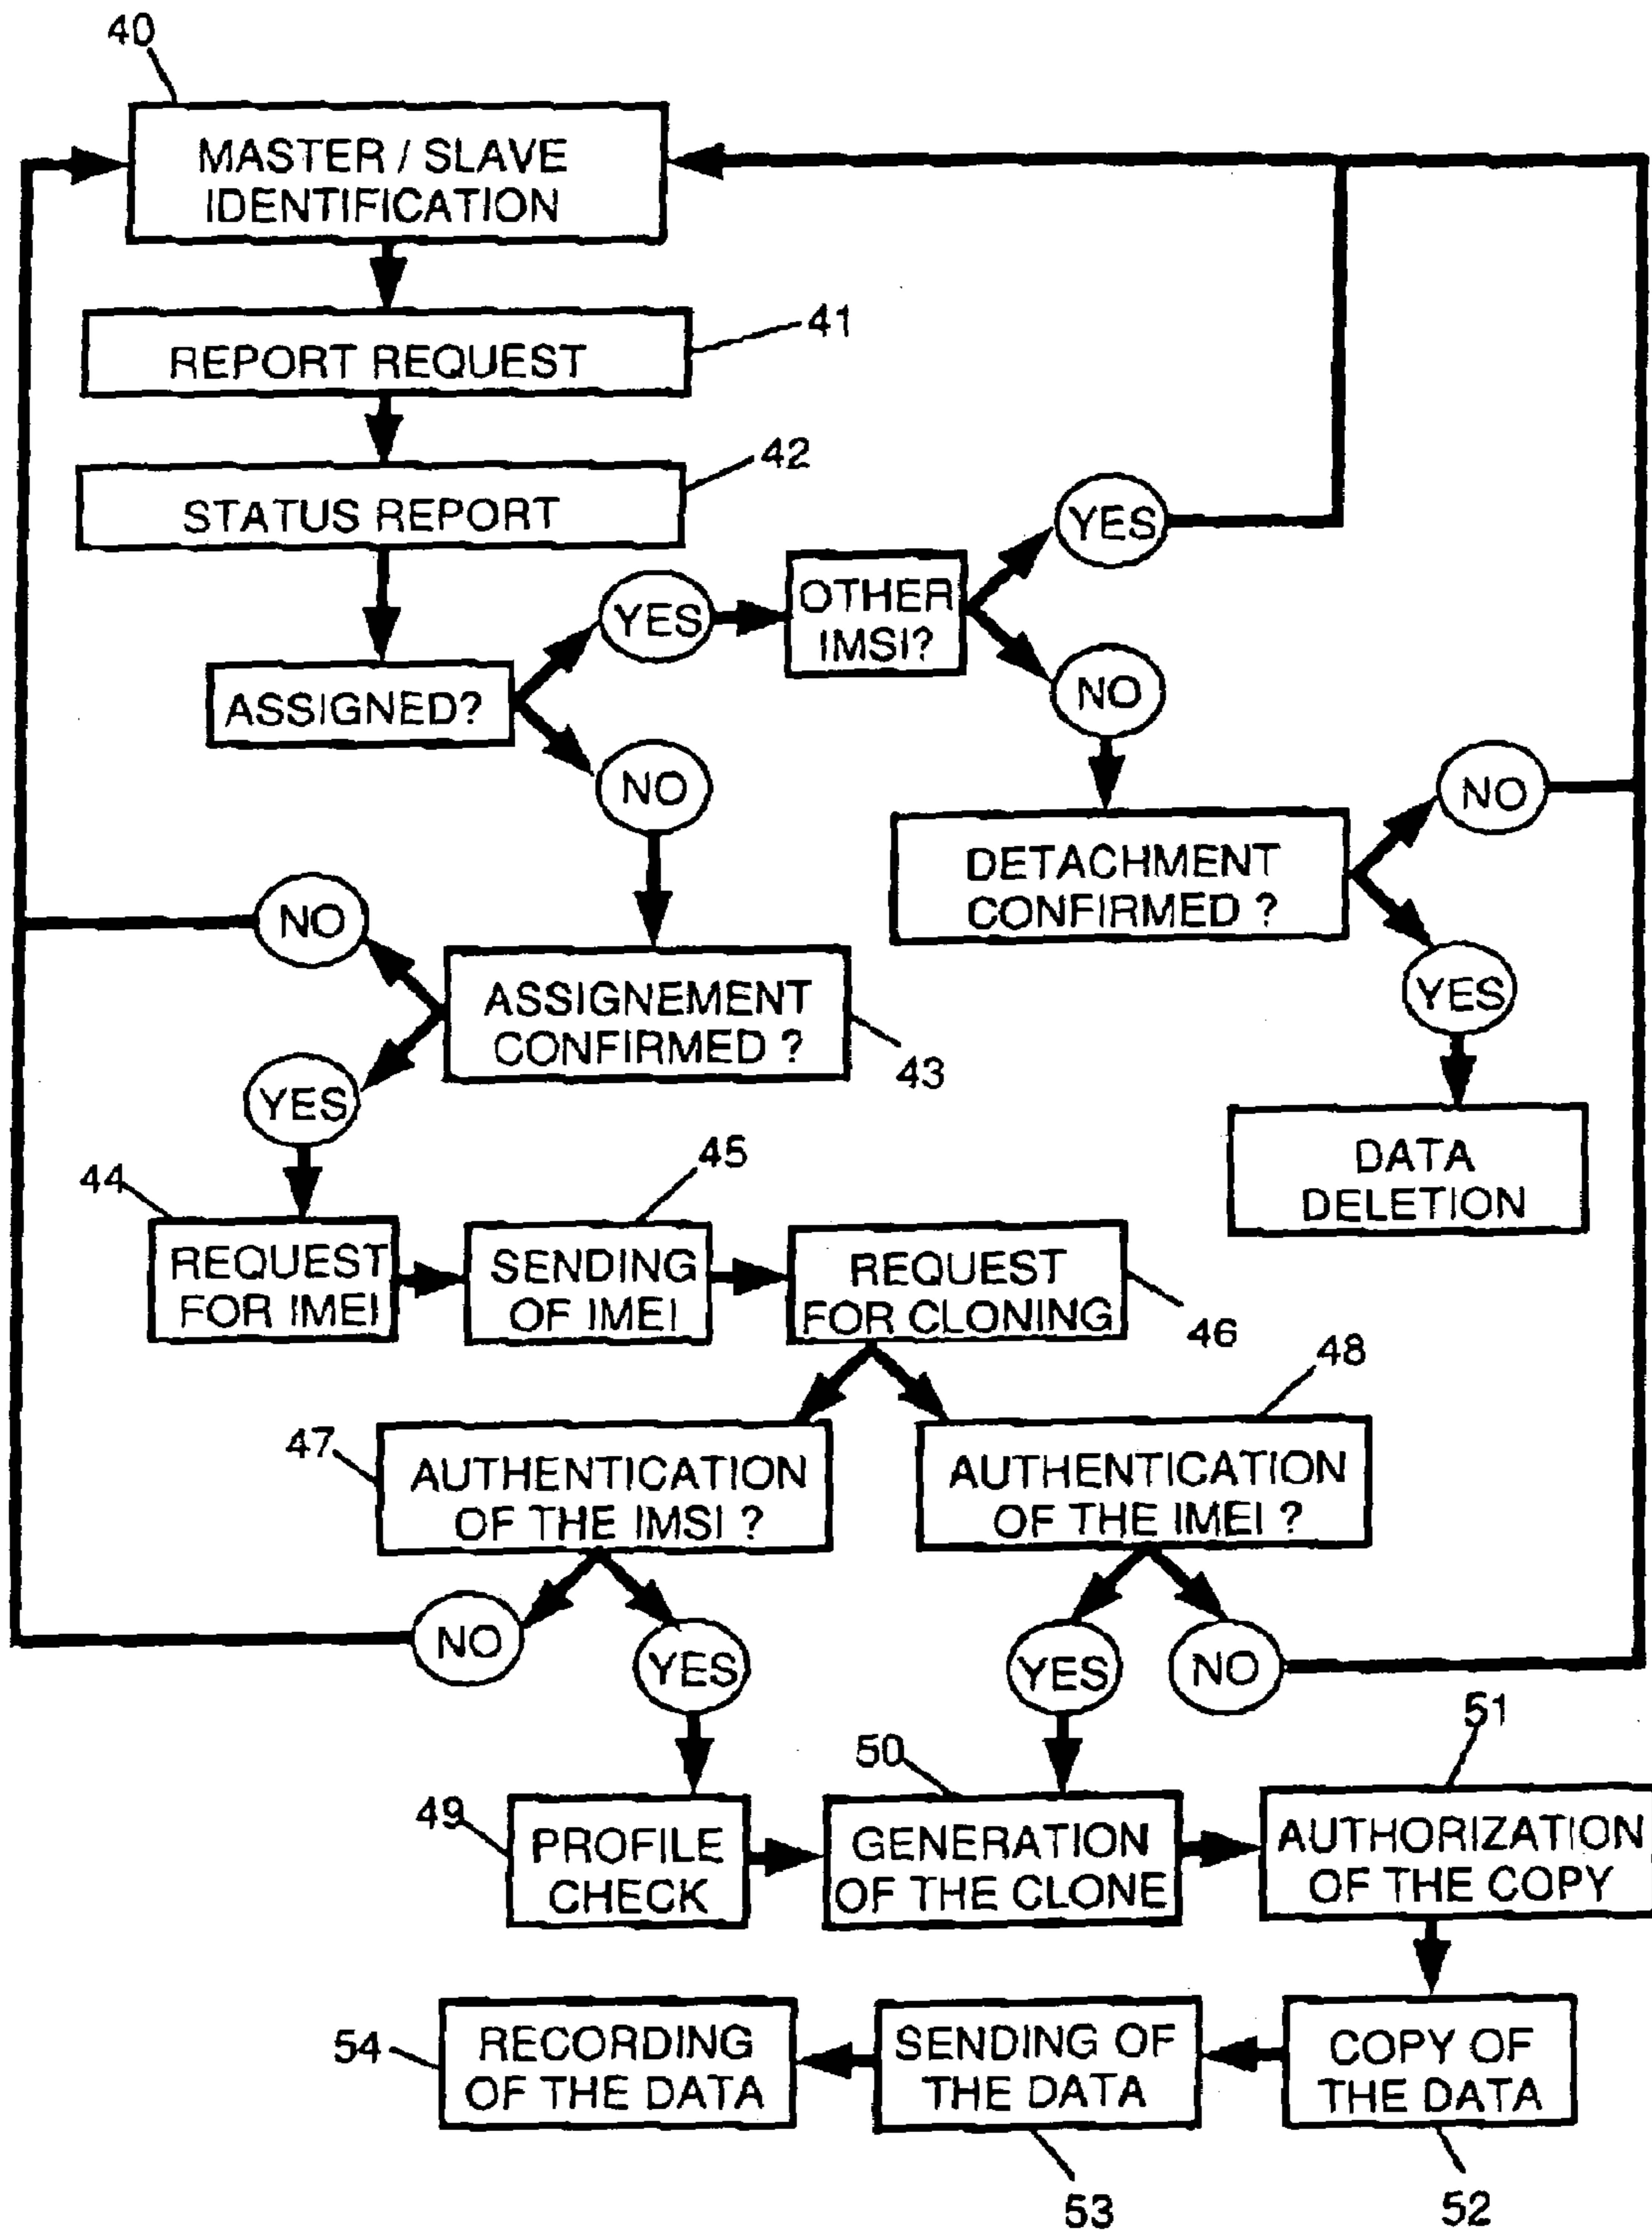 40
MASTER / SLAVE
IDENTIFICATION
REPORT REQUEST
41
STATUS REPORT
42
ASSIGNED?
YES
NO
OTHER
IMSI?
YES
NO
DETACHMENT
CONFIRMED ?
NO
YES
DATA
DELETION
ASSIGNEMENT
CONFIRMED ?
43
NO
YES
44
REQUEST
FOR IMEI
45
SENDING
OF IMEI
REQUEST
FOR CLONING
46
47
AUTHENTICATION
OF THE IMSI ?
48
AUTHENTICATION
OF THE IMEI ?
NO
YES
YES
NO
49
PROFILE
CHECK
50
GENERATION
OF THE CLONE
51
AUTHORIZATION
OF THE COPY
54
RECORDING
OF THE DATA
SENDING OF
THE DATA
53
COPY OF
THE DATA
52